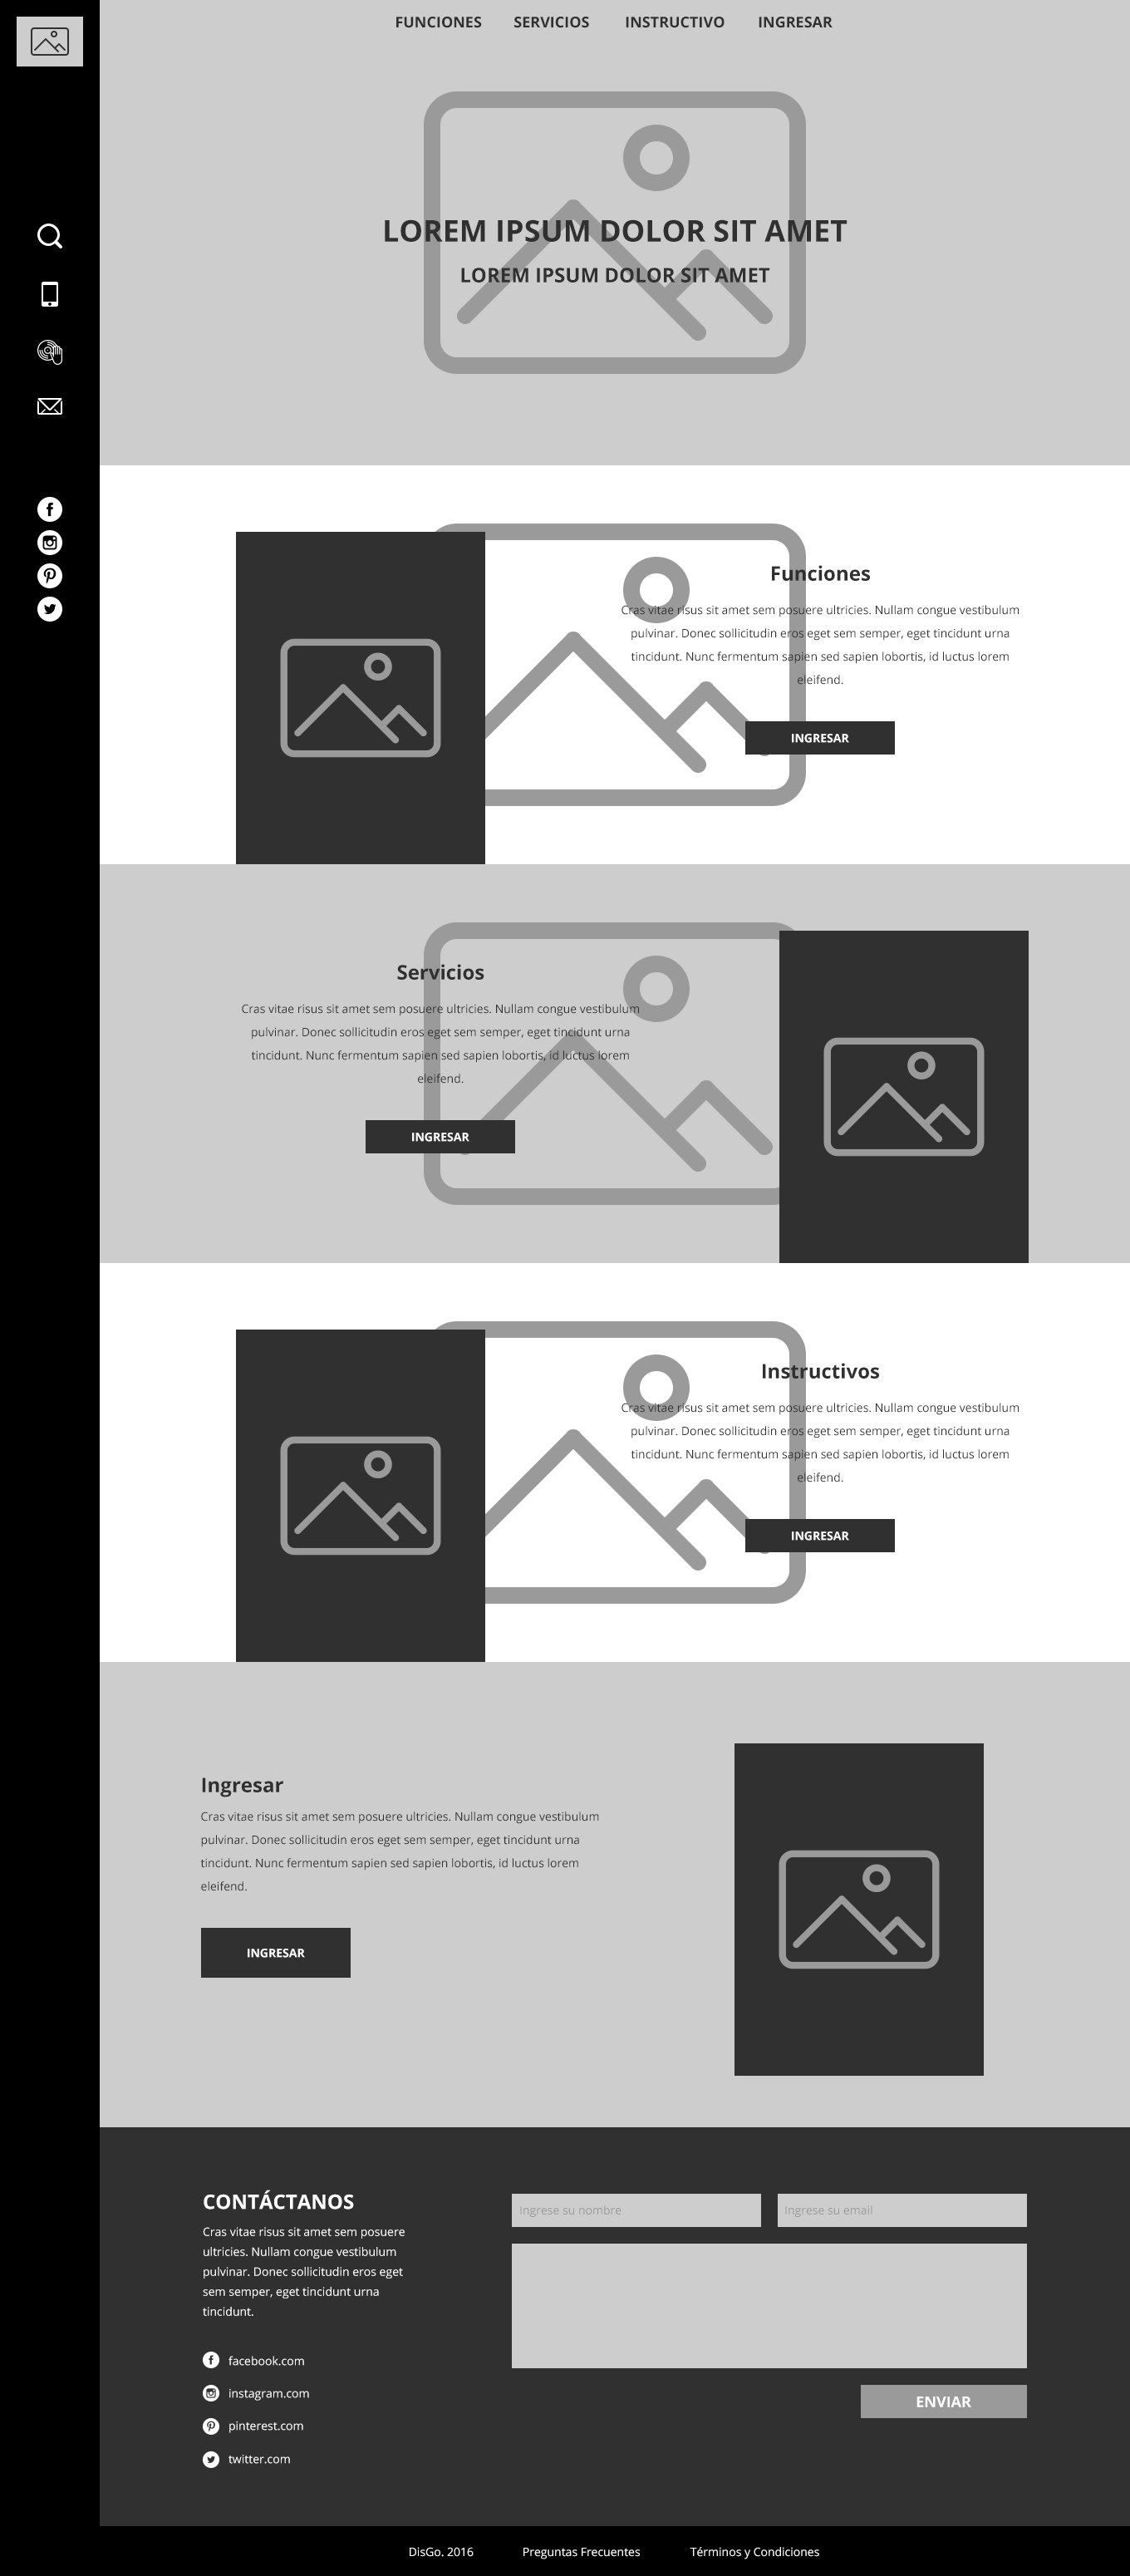 FUNCIONES SERVICIOS INSTRUCTIVO INGRESAR
LOREM IPSUM DOLOR SIT AMET
LOREM IPSUM DOLOR SIT AMET
Funciones
Cras vitae risus sit amet sem posuere ultricies. Nullam congue vestibulum
pulvinar. Donec sollicitudin eros eget sem semper, eget tincidunt urna
tincidunt. Nunc fermentum sapien sed sapien lobortis, id luctus lorem
eleifend.
INGRESAR
Servicios
Cras vitae risus sit amet sem posuere ultricies. Nullam congue vestibulum
pulvinar. Donec sollicitudin eros eget sem semper, eget tincidunt urna
tincidunt. Nunc fermentum sapien sed sapien lobortis, id luctus lorem
eleifend.
INGRESAR
Instructivos
Cras vitae risus sit amet sem posuere ultricies. Nullam congue vestibulum
pulvinar. Donec sollicitudin eros eget sem semper, eget tincidunt urna
tincidunt. Nunc fermentum sapien sed sapien lobortis, id luctus lorem
eleifend.
INGRESAR
Ingresar
Cras vitae risus sit amet sem posuere ultricies. Nullam congue vestibulum
pulvinar. Donec sollicitudin eros eget sem semper, eget tincidunt urna
tincidunt. Nunc fermentum sapien sed sapien lobortis, id luctus lorem
eleifend.
INGRESAR
CONTÁCTANOS
Cras vitae risus sit amet sem posuere
ultricies. Nullam congue vestibulum
pulvinar. Donec sollicitudin eros eget
sem semper, eget tincidunt urna
tincidunt.
facebook.com
instagram.com
pinterest.com
twitter.com
Ingrese su nombre
Ingrese su email
ENVIAR
DisGo. 2016 Preguntas Frecuentes Términos y Condiciones